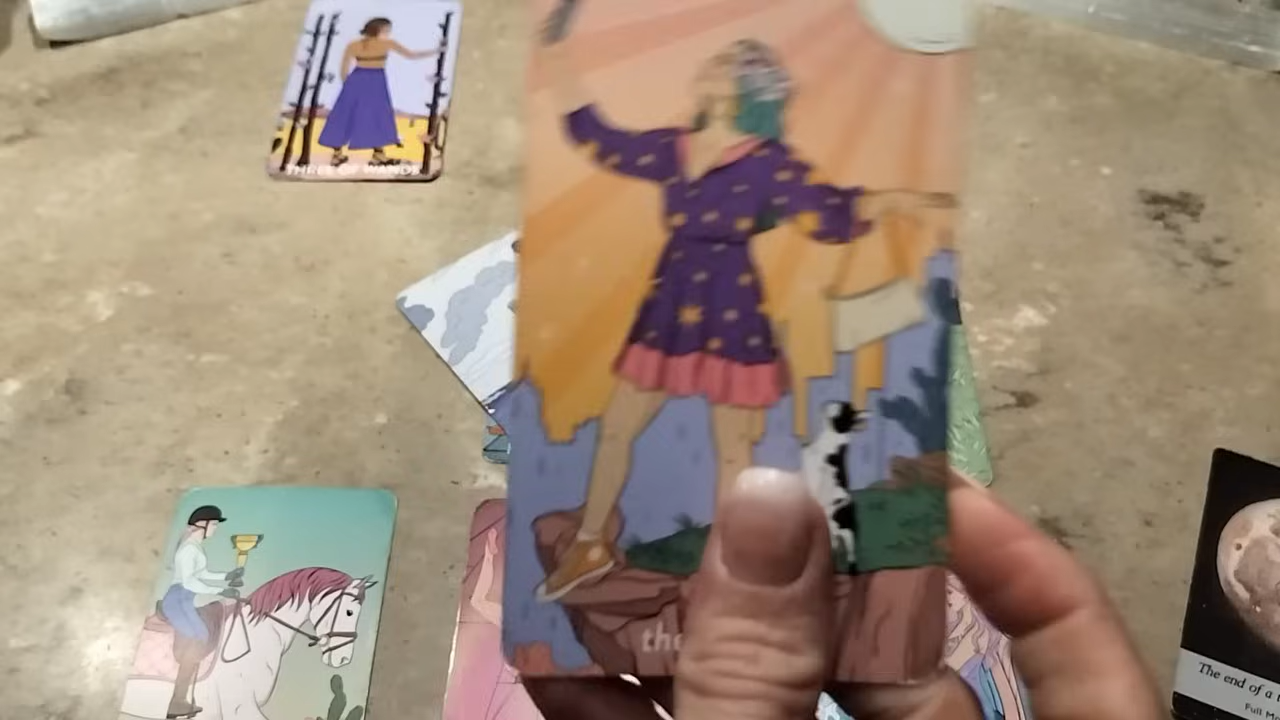 THREE OF WANDS
the
The end of a
Full M